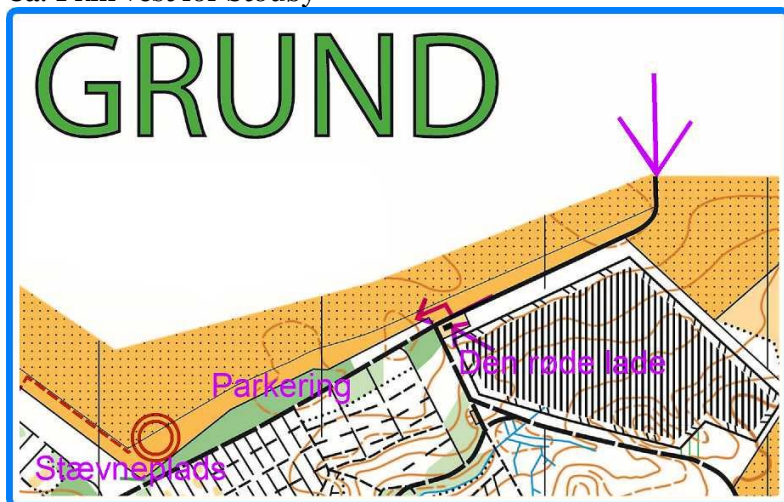 Ca. 1 km vest for Stouby
GRUND
Den røde lade
Parkering
Stævneplads